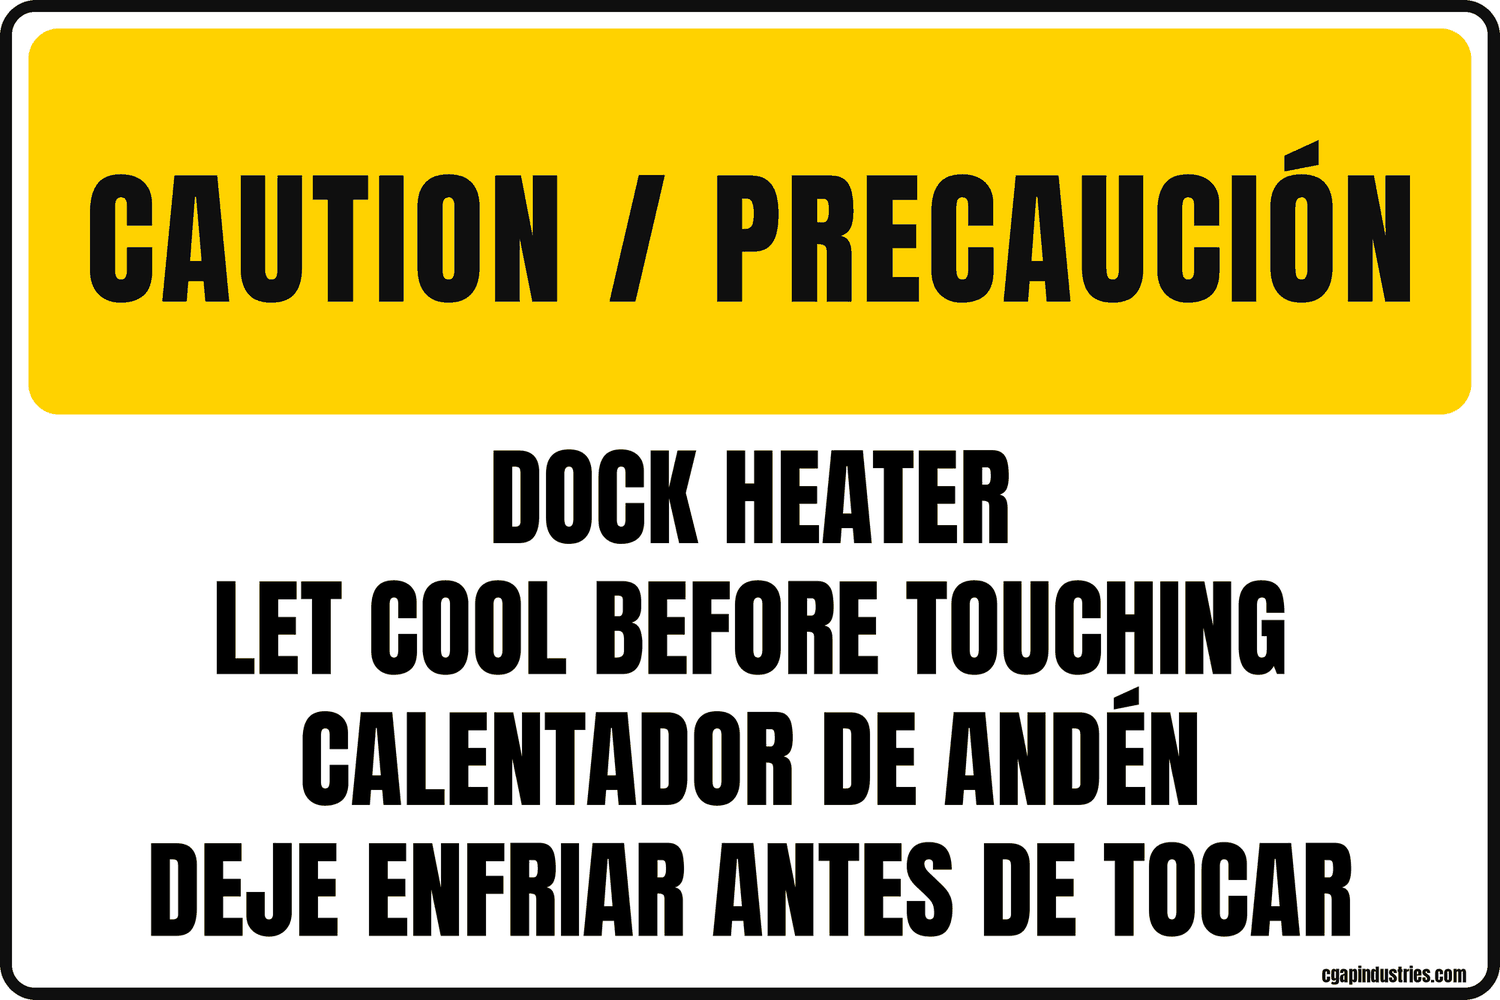 CAUTION / PRECAUCIÓN
DOCK HEATER
LET COOL BEFORE TOUCHING
CALENTADOR DE ANDÉN
DEJE ENFRIAR ANTES DE TOCAR
cgapindustries.com